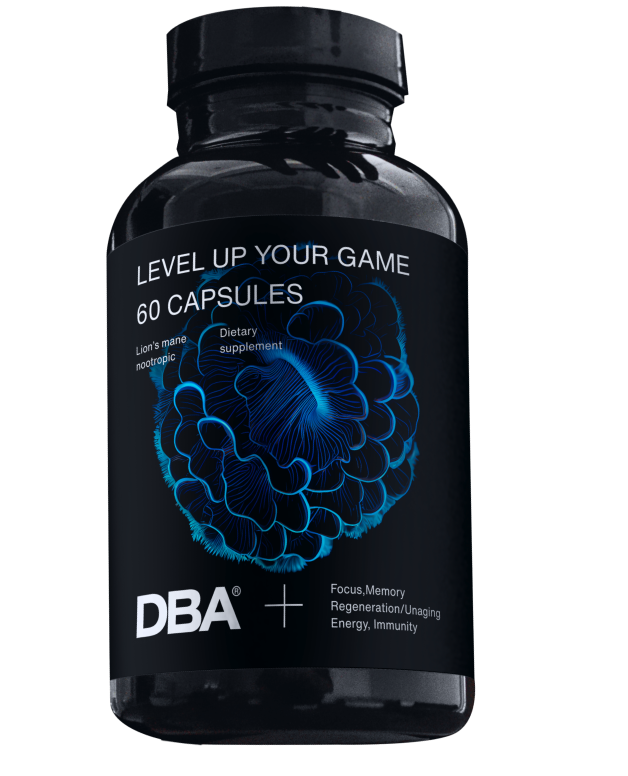 LEVEL UP YOUR GAME
60 CAPSULES
Lion's mane
nootropic
Dietary
supplement
DBA®
Focus,Memory
Regeneration/Unaging
Energy, Immunity